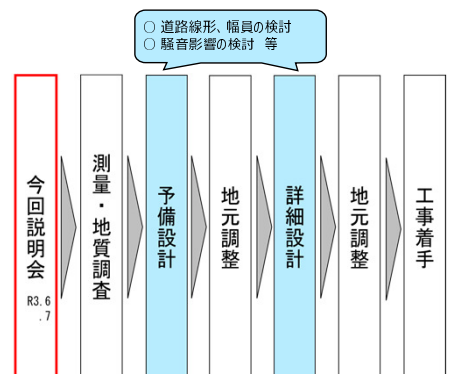 ○ 道路線形、幅員の検討
○ 騒音影響の検討　等
今回説明会
R3.6
.7
測量・地質調査
予備設計
地元調整
詳細設計
地元調整
工事着手